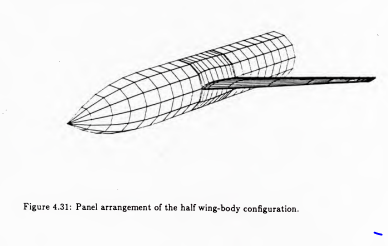 Figure 4.31: Panel arrangement of the half wing-body configuration.